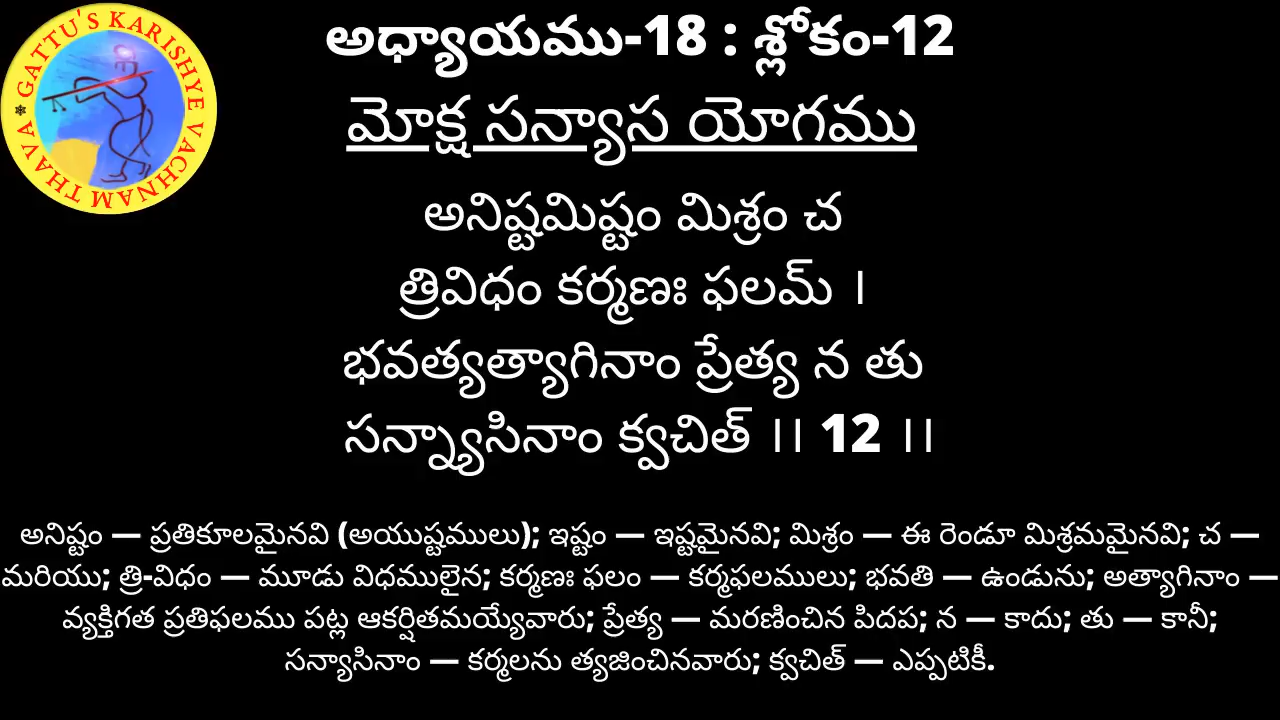 GATTU'S KARISHYE VACHNAM THAVA
అధ్యాయము-18 : శ్లోకం-12
మోక్ష సన్యాస యోగము
అనిష్టమిష్టం మిశ్రం చ
త్రివిధం కర్మణః ఫలమ్ ।
భవత్యత్యాగినాం ప్రేత్య న తు
సన్న్యాసినాం క్వచిత్ ।। 12 ।।
అనిష్టం — ప్రతికూలమైనవి (అయుష్టములు); ఇష్టం — ఇష్టమైనవి; మిశ్రం — ఈ రెండూ మిశ్రమమైనవి; చ —
మరియు; త్రి-విధం — మూడు విధములైన; కర్మణః ఫలం — కర్మఫలములు; భవతి — ఉండును; అత్యాగినాం —
వ్యక్తిగత ప్రతిఫలము పట్ల ఆకర్షితమయ్యేవారు; ప్రేత్య — మరణించిన పిదప; న — కాదు; తు — కానీ;
సన్యాసినాం — కర్మలను త్యజించినవారు; క్వచిత్ — ఎప్పటికీ.